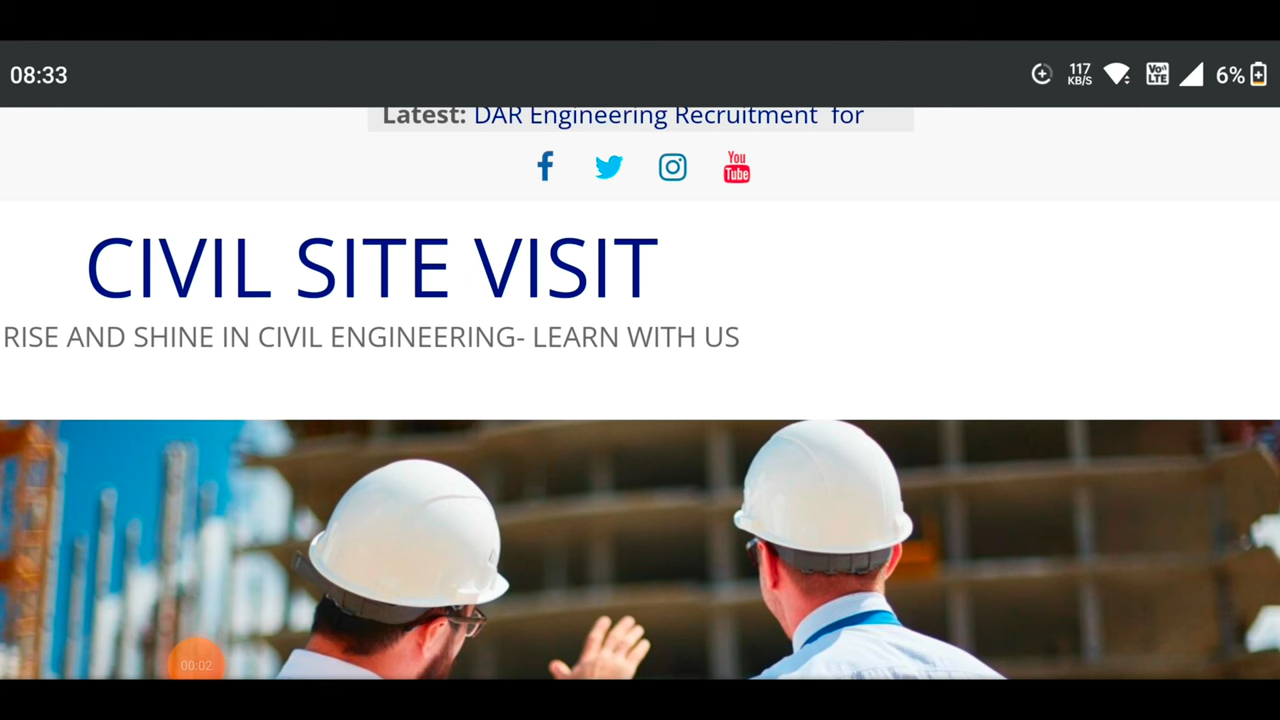 08:33
117
KB/S
Vo
LTE
6%
Latest: DAR Engineering Recruitment for
You
Tube
CIVIL SITE VISIT
RISE AND SHINE IN CIVIL ENGINEERING- LEARN WITH US
00:02